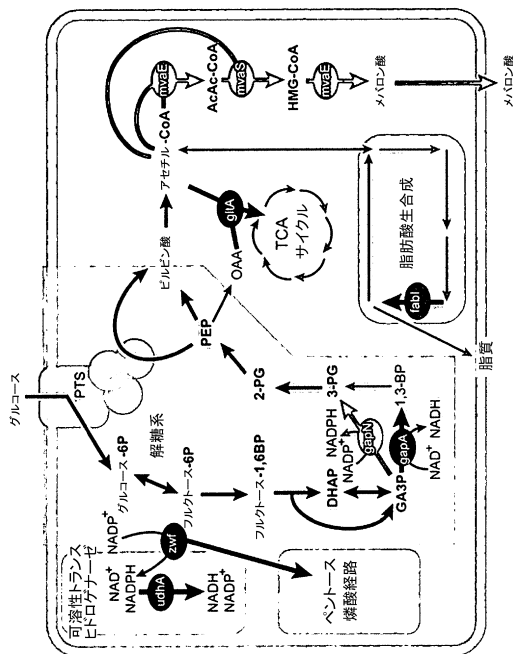 グルコース
PTS
グルコース-6P
解糖系
フルクトース-6P
フルクトース-1,6BP
DHAP
GA3P
NADP⁺
NADPH
gapN
gapA
NAD⁺
NADH
1,3-BP
3-PG
2-PG
PEP
ピルビン酸
OAA
アセチル-CoA
gltA
TCA
サイクル
mvaE
AcAc-CoA
mvaS
HMG-CoA
mvaE
メバロン酸
メバロン酸
脂肪酸生合成
fabI
脂質
可溶性トランス
ヒドロゲナーゼ
NAD⁺
NADPH
udhA
NADH
NADP⁺
NADP⁺
zwf
ペントース
燐酸経路